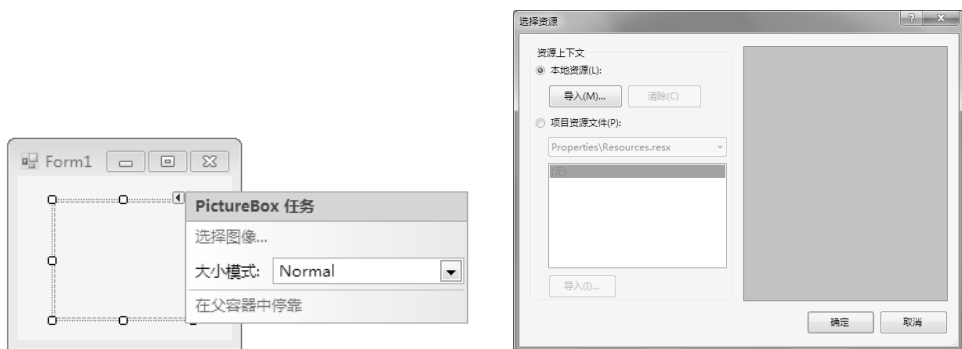 Form1
PictureBox 任务
选择图像...
大小模式: Normal
在父容器中停靠
选择资源
资源上下文
本地资源(L):
导入(M)... 清除(C)
项目资源文件(P):
Properties\Resources.resx
(无)
导入(I)...
确定 取消